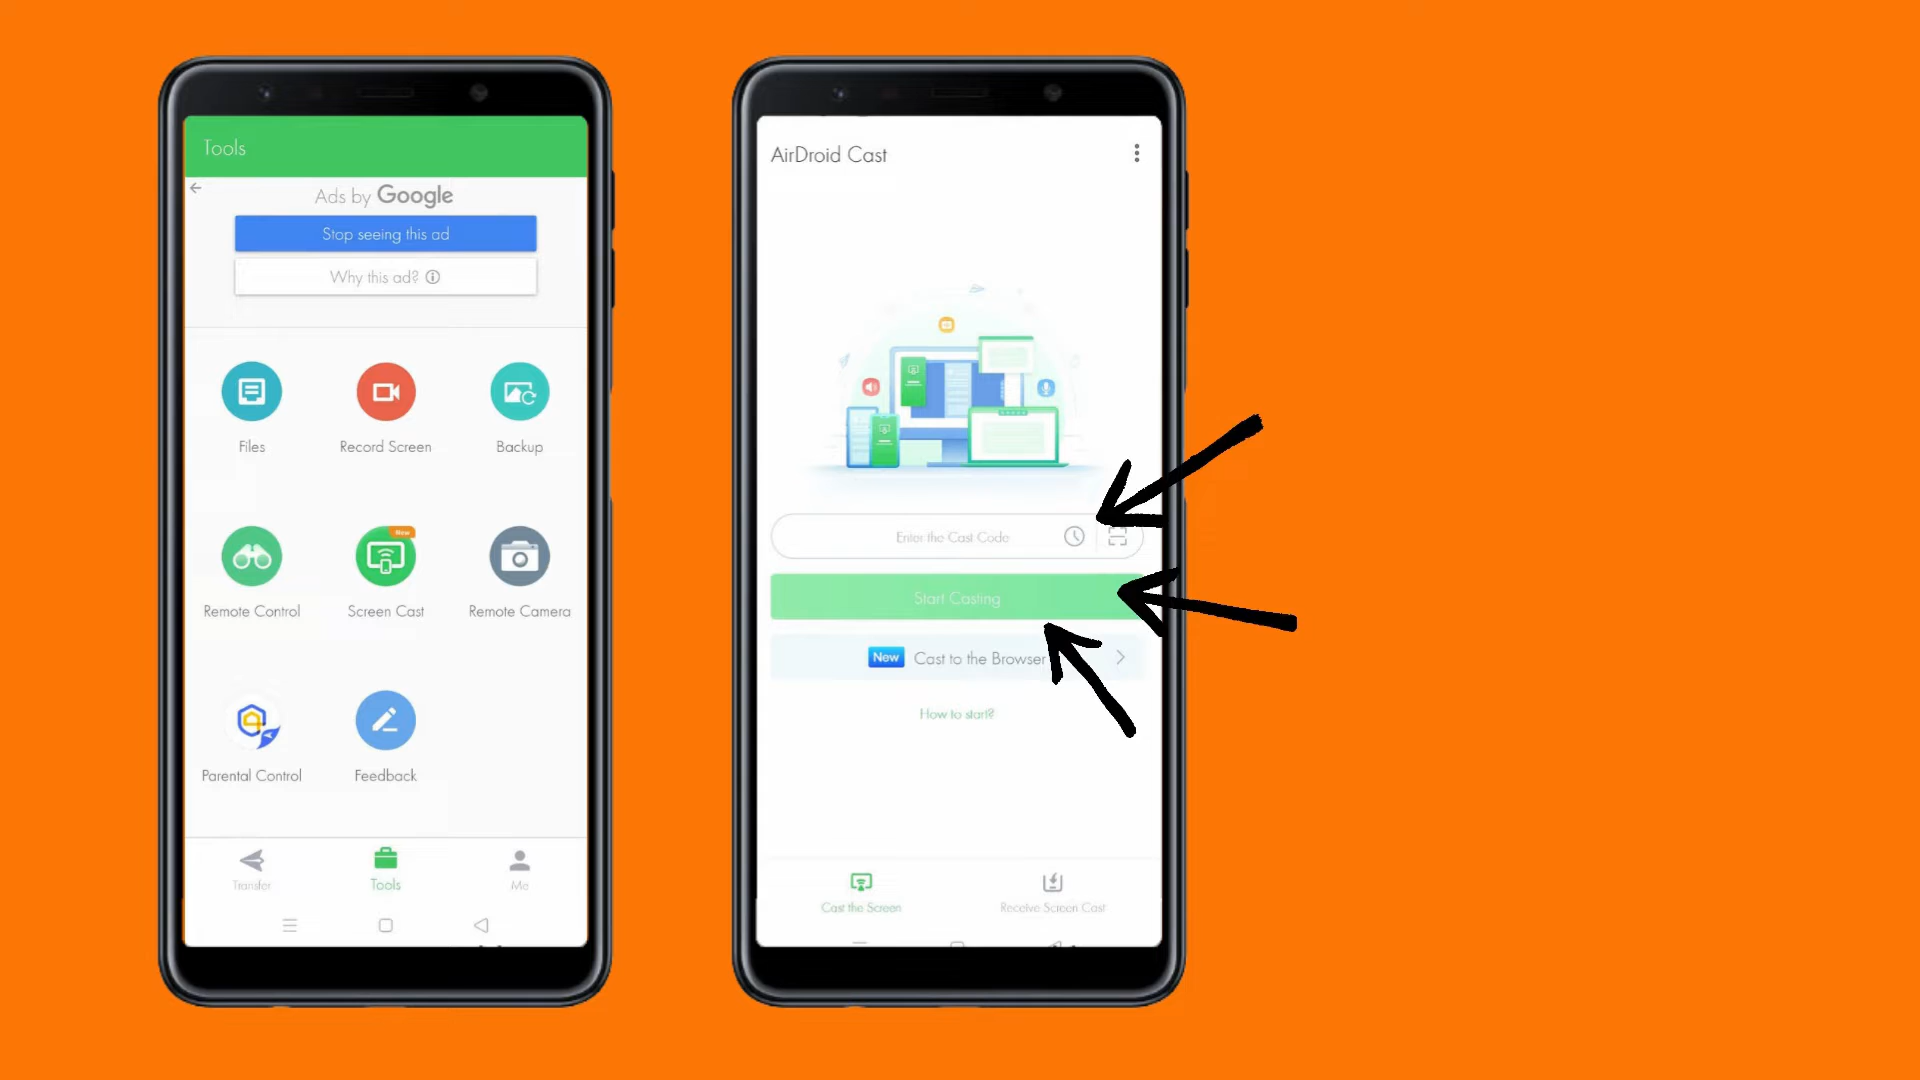 Tools
Ads by Google
Stop seeing this ad
Why this ad?
Files
Record Screen
Backup
New
Remote Control
Screen Cast
Remote Camera
Parental Control
Feedback
Transfer
Tools
Me
AirDroid Cast
Enter the Cast Code
Start Casting
New Cast to the Browser
How to start?
Cast the Screen
Receive Screen Cast